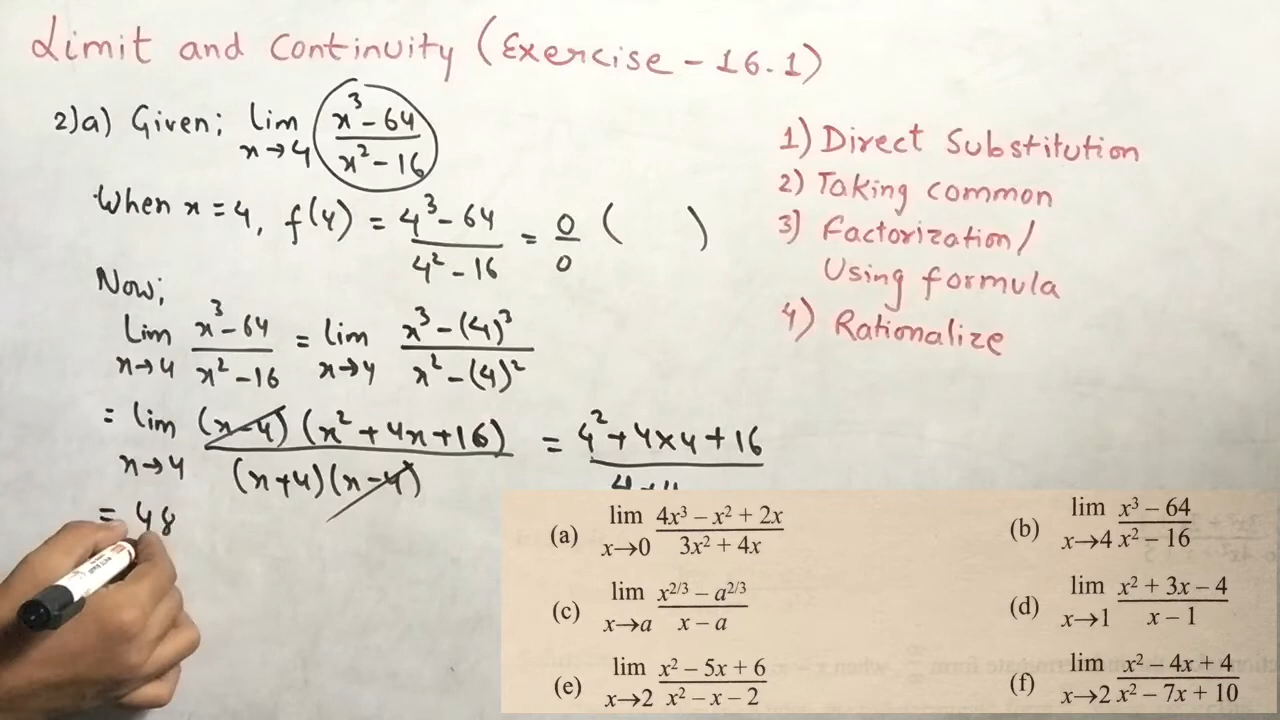 Limit and Continuity (Exercise - 16.1)
2)a) Given; lim x→4 (x³ - 64)/(x² - 16)
When x = 4, f(4) = (4³ - 64)/(4² - 16) = 0/0 ( )
Now;
lim x→4 (x³ - 64)/(x² - 16) = lim x→4 (x³ - (4)³)/(x² - (4)²)
= lim x→4 (x-4)(x² + 4x + 16)/(x+4)(x-4) = (4² + 4×4 + 16)/(4+4)
= 48
1) Direct Substitution
2) Taking common
3) Factorization/
Using formula
4) Rationalize
(a) lim x→0 (4x³ – x² + 2x)/(3x² + 4x)
(b) lim x→4 (x³ – 64)/(x² – 16)
(c) lim x→a (x^2/3 – a^2/3)/(x – a)
(d) lim x→1 (x² + 3x – 4)/(x – 1)
(e) lim x→2 (x² – 5x + 6)/(x² – x – 2)
(f) lim x→2 (x² – 4x + 4)/(x² – 7x + 10)